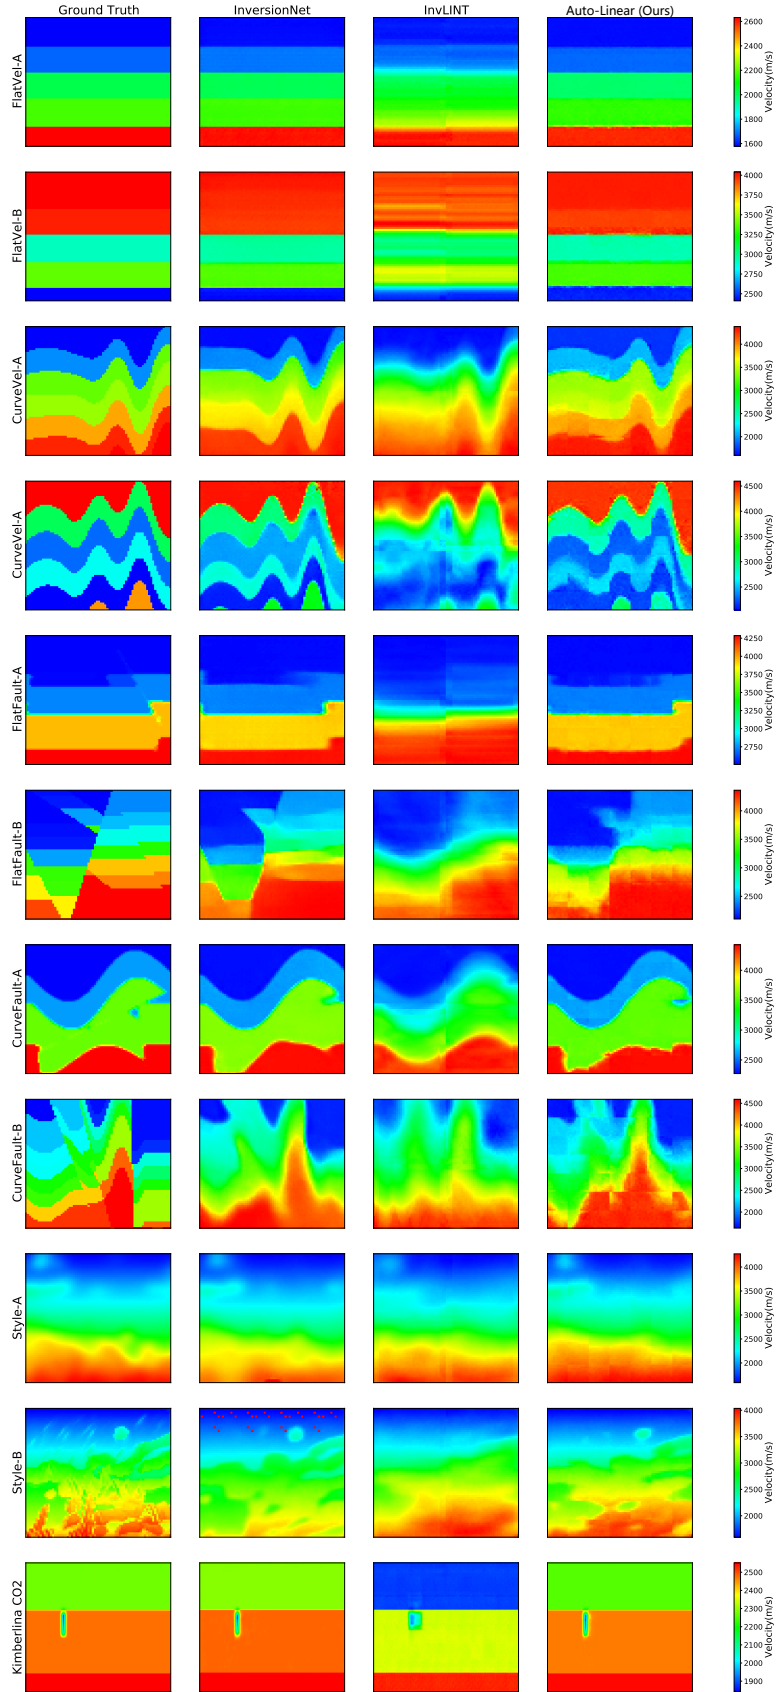 Ground Truth InversionNet InvLINT Auto-Linear (Ours)
FlatVel-A
2600
2400
2200
2000
1800
1600
Velocity(m/s)
FlatVel-B
4000
3750
3500
3250
3000
2750
2500
Velocity(m/s)
CurveVel-A
4000
3500
3000
2500
2000
Velocity(m/s)
CurveVel-A
4500
4000
3500
3000
2500
Velocity(m/s)
FlatFault-A
4250
4000
3750
3500
3250
3000
2750
Velocity(m/s)
FlatFault-B
4000
3500
3000
2500
Velocity(m/s)
CurveFault-A
4000
3500
3000
2500
Velocity(m/s)
CurveFault-B
4500
4000
3500
3000
2500
2000
Velocity(m/s)
Style-A
4000
3500
3000
2500
2000
Velocity(m/s)
Style-B
4000
3500
3000
2500
2000
Velocity(m/s)
Kimberlina CO2
2500
2400
2300
2200
2100
2000
1900
Velocity(m/s)